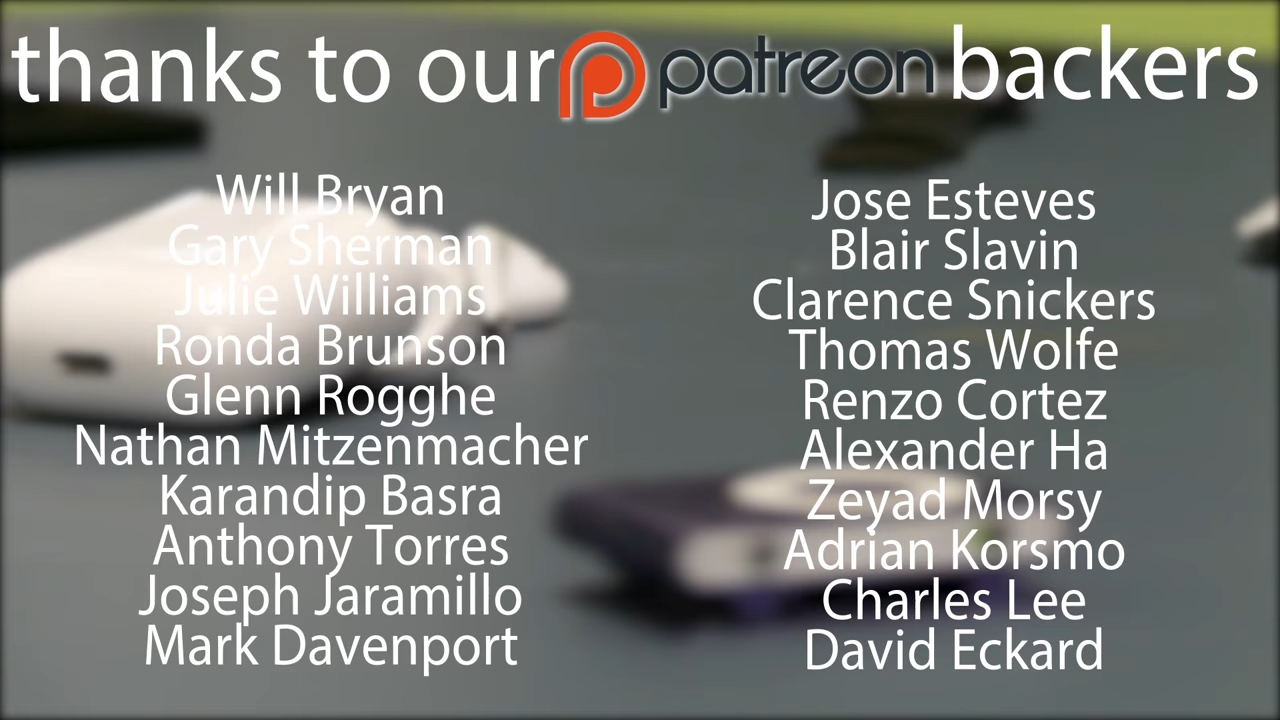 thanks to our patreon backers
Will Bryan
Gary Sherman
Julie Williams
Ronda Brunson
Glenn Rogghe
Nathan Mitzenmacher
Karandip Basra
Anthony Torres
Joseph Jaramillo
Mark Davenport
Jose Esteves
Blair Slavin
Clarence Snickers
Thomas Wolfe
Renzo Cortez
Alexander Ha
Zeyad Morsy
Adrian Korsmo
Charles Lee
David Eckard